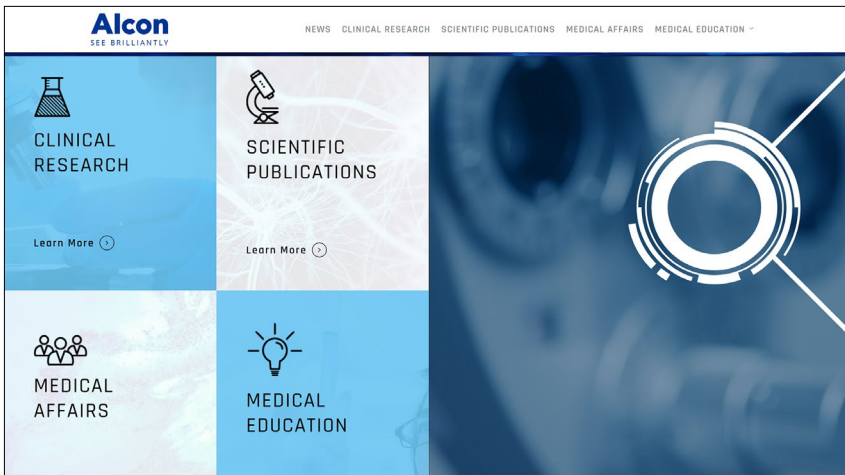 Alcon
SEE BRILLIANTLY
NEWS CLINICAL RESEARCH SCIENTIFIC PUBLICATIONS MEDICAL AFFAIRS MEDICAL EDUCATION
CLINICAL
RESEARCH
Learn More
SCIENTIFIC
PUBLICATIONS
Learn More
MEDICAL
AFFAIRS
MEDICAL
EDUCATION